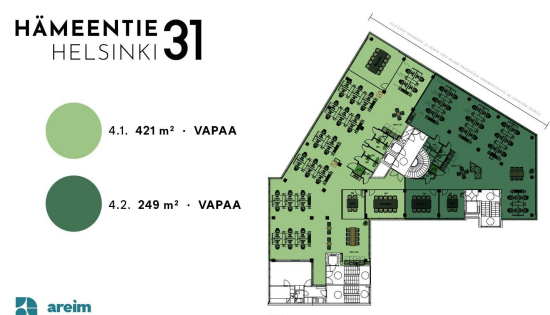 HÄMEENTIE 31
HELSINKI
4.1. 421 m² · VAPAA
4.2. 249 m² · VAPAA
areim